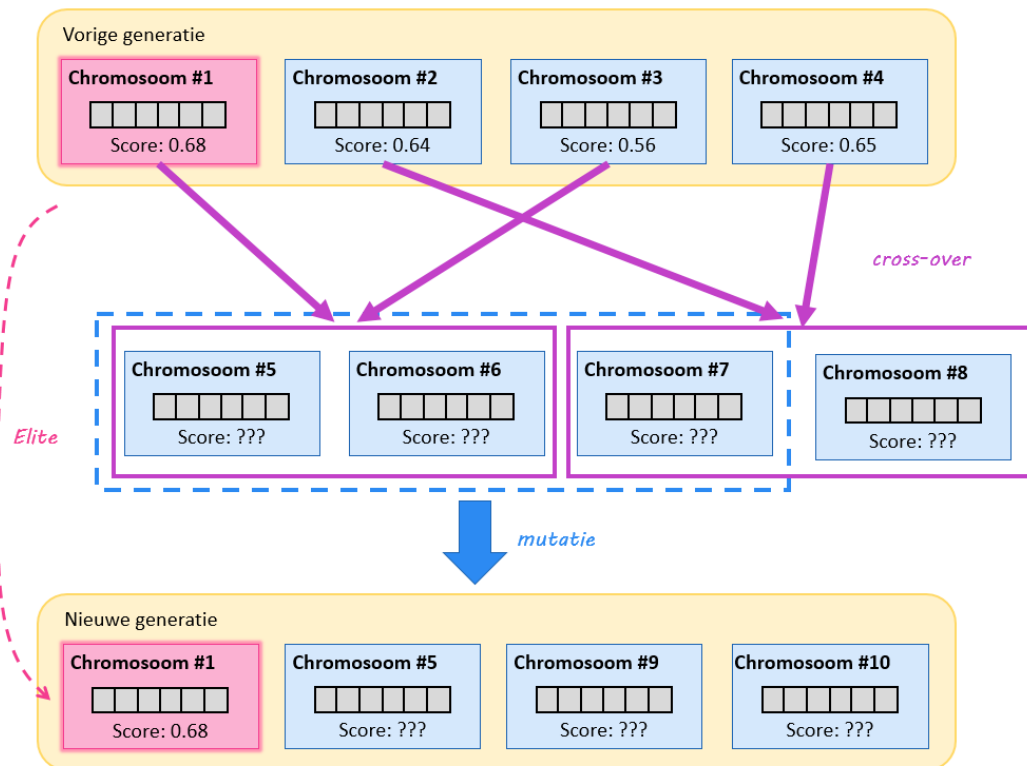 Vorige generatie
Chromosoom #1
Score: 0.68
Chromosoom #2
Score: 0.64
Chromosoom #3
Score: 0.56
Chromosoom #4
Score: 0.65
cross-over
Chromosoom #5
Score: ???
Chromosoom #6
Score: ???
Chromosoom #7
Score: ???
Chromosoom #8
Score: ???
Elite
mutatie
Nieuwe generatie
Chromosoom #1
Score: 0.68
Chromosoom #5
Score: ???
Chromosoom #9
Score: ???
Chromosoom #10
Score: ???